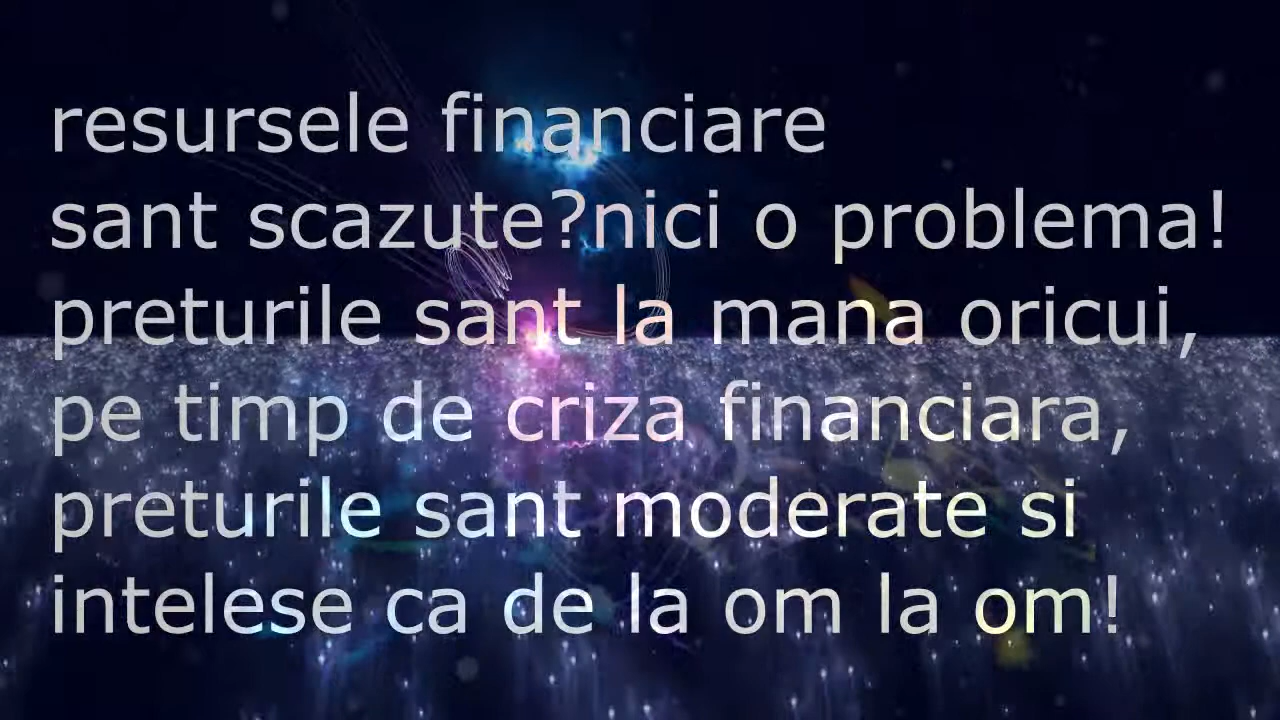 resursele financiare
sant scazute?nici o problema!
preturile sant la mana oricui,
pe timp de criza financiara,
preturile sant moderate si
intelese ca de la om la om!